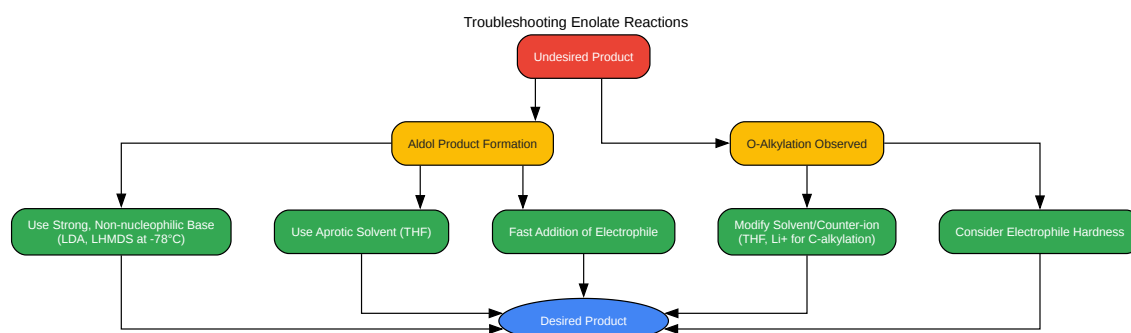 Troubleshooting Enolate Reactions
Undesired Product
Aldol Product Formation
O-Alkylation Observed
Use Strong, Non-nucleophilic Base
(LDA, LHMDS at -78°C)
Use Aprotic Solvent (THF)
Fast Addition of Electrophile
Modify Solvent/Counter-ion
(THF, Li+ for C-alkylation)
Consider Electrophile Hardness
Desired Product